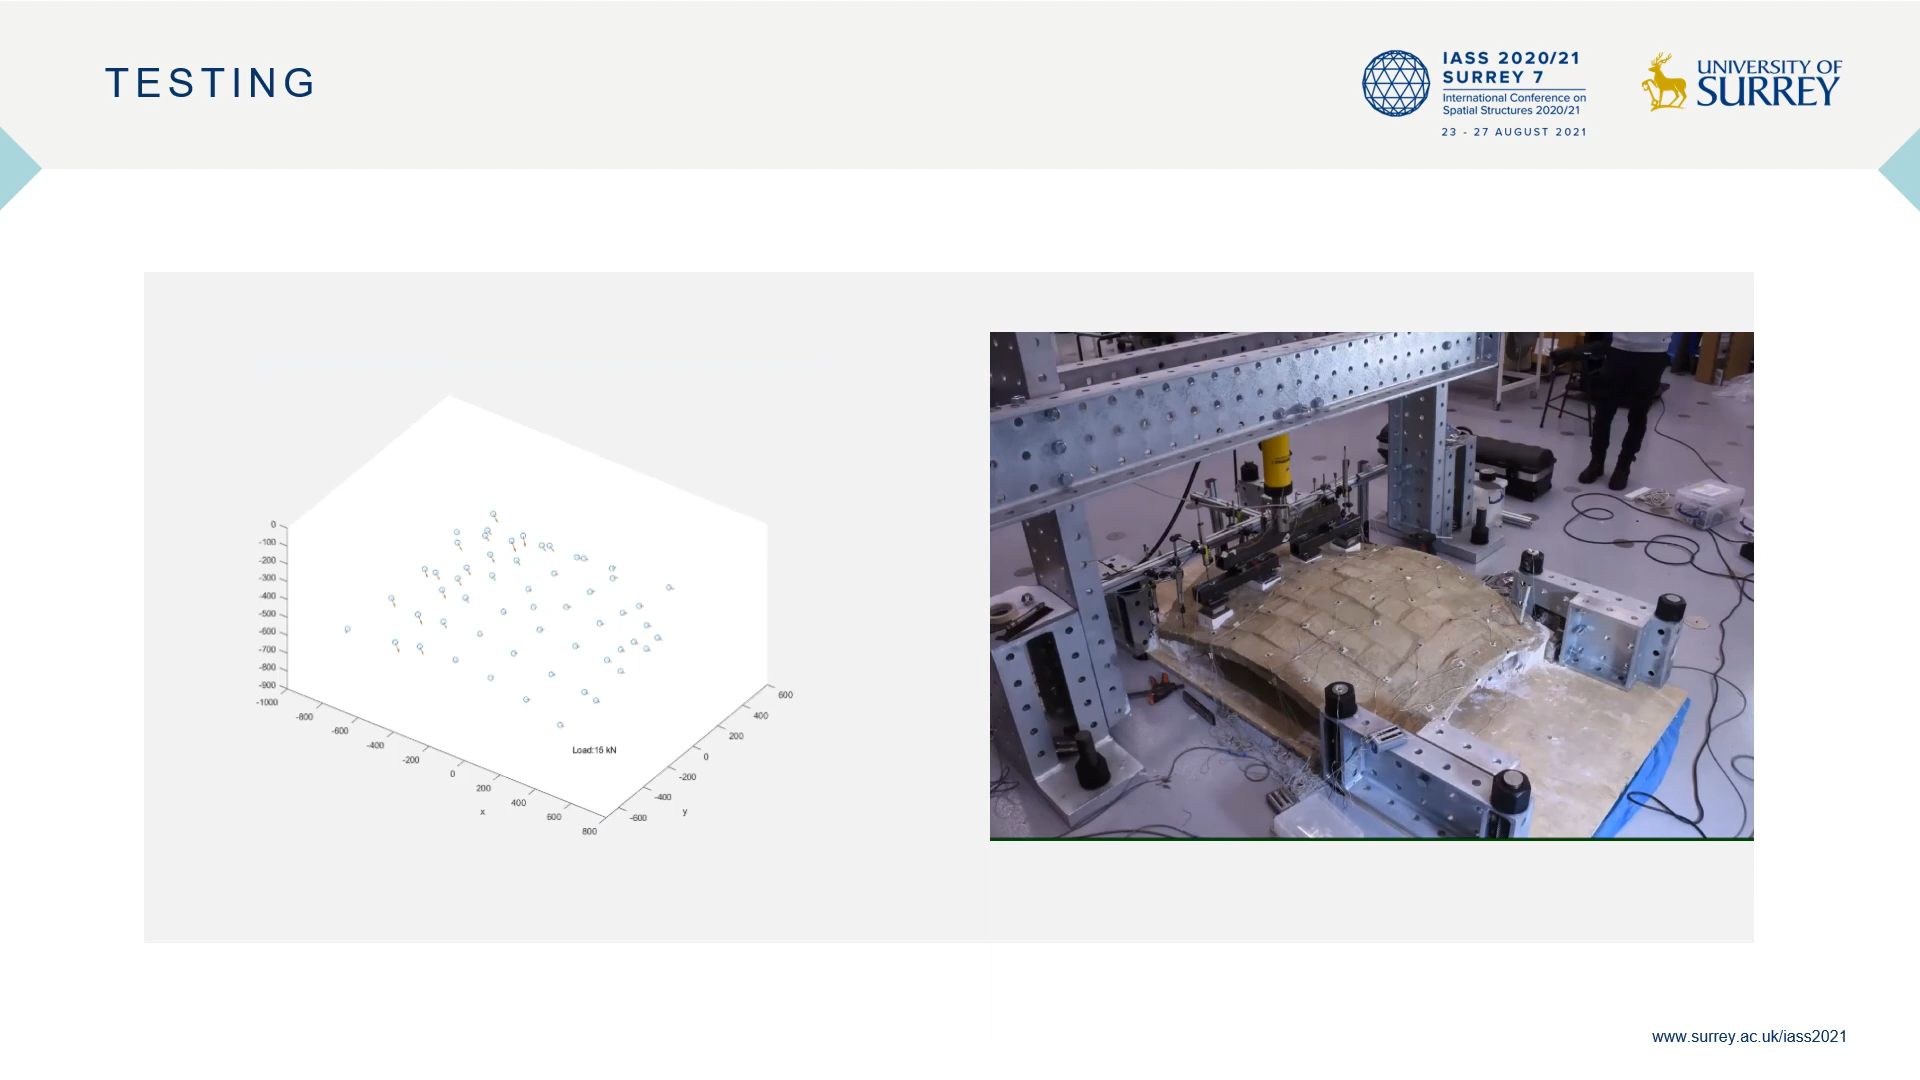 TESTING
IASS 2020/21
SURREY 7
International Conference on
Spatial Structures 2020/21
23 - 27 AUGUST 2021
UNIVERSITY OF
SURREY
0
-100
-200
-300
-400
-500
-600
-700
-800
-900
-1000
-800
-600
-400
-200
0
200
400
600
800
x
-600
-400
-200
0
200
400
600
y
Load:15 kN
www.surrey.ac.uk/iass2021